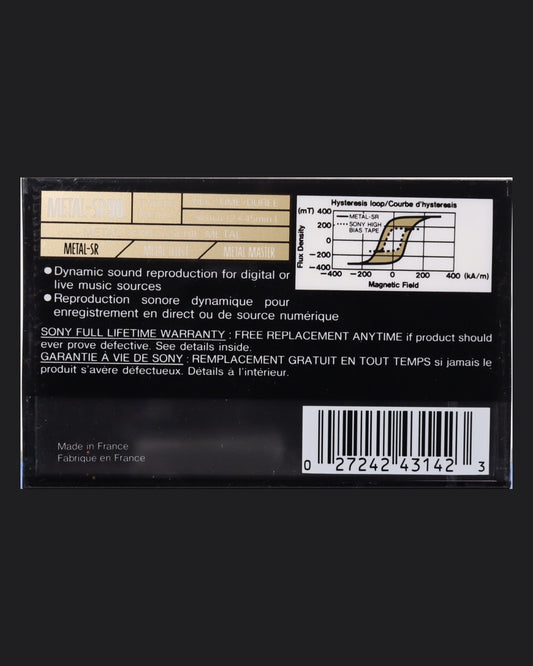 METAL-SR 90
METAL-SR
METAL MASTER
● Dynamic sound reproduction for digital or
live music sources
● Reproduction sonore dynamique pour
enregistrement en direct ou de source numérique
SONY FULL LIFETIME WARRANTY : FREE REPLACEMENT ANYTIME if product should
ever prove defective. See details inside.
GARANTIE À VIE DE SONY : REMPLACEMENT GRATUIT EN TOUT TEMPS si jamais le
produit s'avère défectueux. Détails à l'intérieur.
Hysteresis loop/Courbe d'hysteresis
(mT) 400
200
0
-200
-400
Flux Density
METAL-SR
SONY HIGH
BIAS TAPE
-400 -200 0 200 400 (kA/m)
Magnetic Field
Made in France
Fabriqué en France
0 27242 43142 3